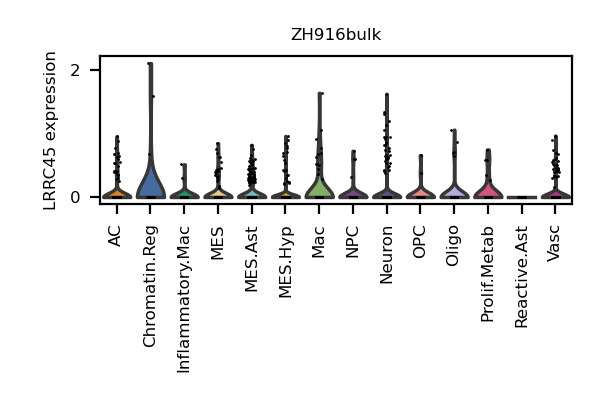 ZH916bulk
LRRC45 expression
2
0
AC
Chromatin.Reg
Inflammatory.Mac
MES
MES.Ast
MES.Hyp
Mac
NPC
Neuron
OPC
Oligo
Prolif.Metab
Reactive.Ast
Vasc